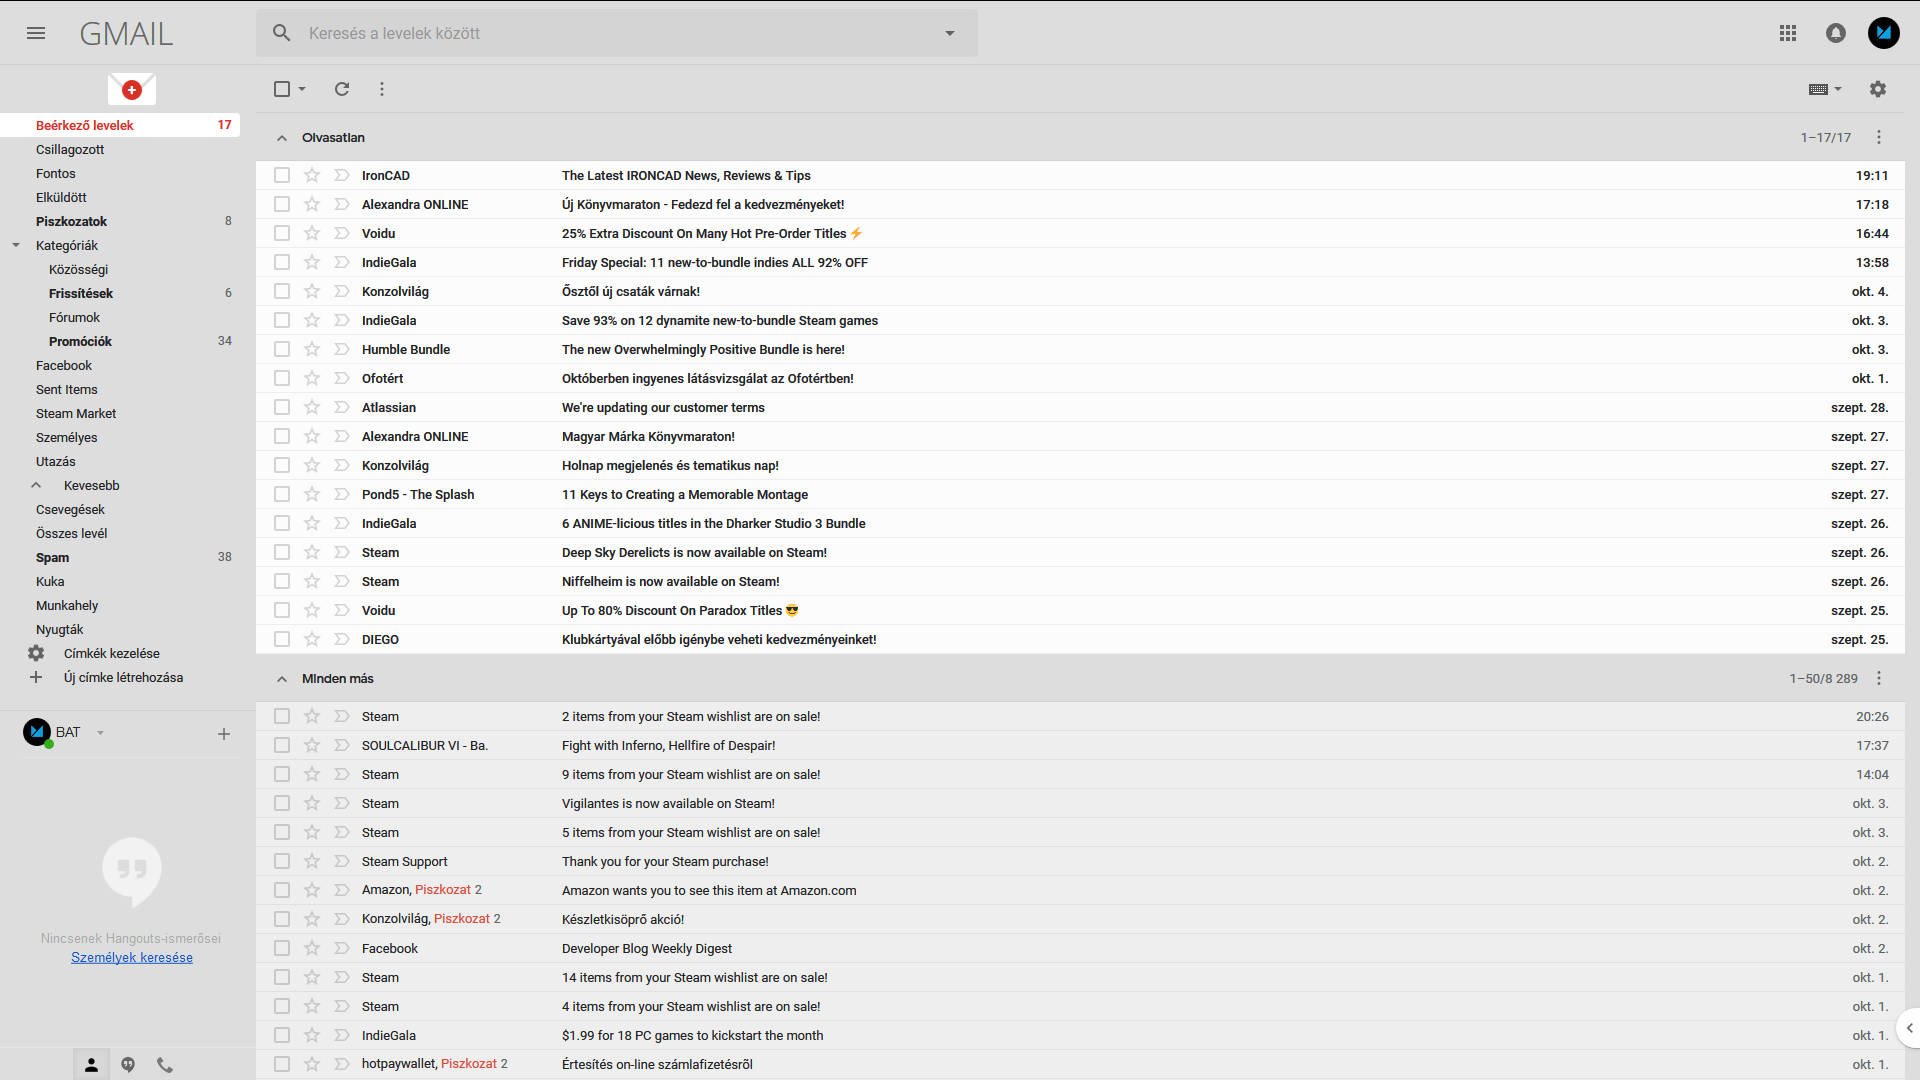 GMAIL
Keresés a levelek között
Beérkező levelek 17
Csillagozott
Fontos
Elküldött
Piszkozatok 8
Kategóriák
Közösségi
Frissítések 6
Fórumok
Promóciók 34
Facebook
Sent Items
Steam Market
Személyes
Utazás
Kevesebb
Csevegések
Összes levél
Spam 38
Kuka
Munkahely
Nyugták
Címkék kezelése
Új címke létrehozása
BAT
Nincsenek Hangouts-ismerősei
Személyek keresése
Olvasatlan 1–17/17
IronCAD The Latest IRONCAD News, Reviews & Tips 19:11
Alexandra ONLINE Új Könyvmaraton - Fedezd fel a kedvezményeket! 17:18
Voidu 25% Extra Discount On Many Hot Pre-Order Titles ⚡ 16:44
IndieGala Friday Special: 11 new-to-bundle indies ALL 92% OFF 13:58
Konzolvilág Ősztől új csaták várnak! okt. 4.
IndieGala Save 93% on 12 dynamite new-to-bundle Steam games okt. 3.
Humble Bundle The new Overwhelmingly Positive Bundle is here! okt. 3.
Ofotért Októberben ingyenes látásvizsgálat az Ofotértben! okt. 1.
Atlassian We're updating our customer terms szept. 28.
Alexandra ONLINE Magyar Márka Könyvmaraton! szept. 27.
Konzolvilág Holnap megjelenés és tematikus nap! szept. 27.
Pond5 - The Splash 11 Keys to Creating a Memorable Montage szept. 27.
IndieGala 6 ANIME-licious titles in the Dharker Studio 3 Bundle szept. 26.
Steam Deep Sky Derelicts is now available on Steam! szept. 26.
Steam Niffelheim is now available on Steam! szept. 26.
Voidu Up To 80% Discount On Paradox Titles 😎 szept. 25.
DIEGO Klubkártyával előbb igénybe veheti kedvezményeinket! szept. 25.
Minden más 1–50/8 289
Steam 2 items from your Steam wishlist are on sale! 20:26
SOULCALIBUR VI - Ba. Fight with Inferno, Hellfire of Despair! 17:37
Steam 9 items from your Steam wishlist are on sale! 14:04
Steam Vigilantes is now available on Steam! okt. 3.
Steam 5 items from your Steam wishlist are on sale! okt. 3.
Steam Support Thank you for your Steam purchase! okt. 2.
Amazon, Piszkozat 2 Amazon wants you to see this item at Amazon.com okt. 2.
Konzolvilág, Piszkozat 2 Készletkisöprő akció! okt. 2.
Facebook Developer Blog Weekly Digest okt. 2.
Steam 14 items from your Steam wishlist are on sale! okt. 1.
Steam 4 items from your Steam wishlist are on sale! okt. 1.
IndieGala $1.99 for 18 PC games to kickstart the month okt. 1.
hotpaywallet, Piszkozat 2 Értesítés on-line számlafizetésről okt. 1.